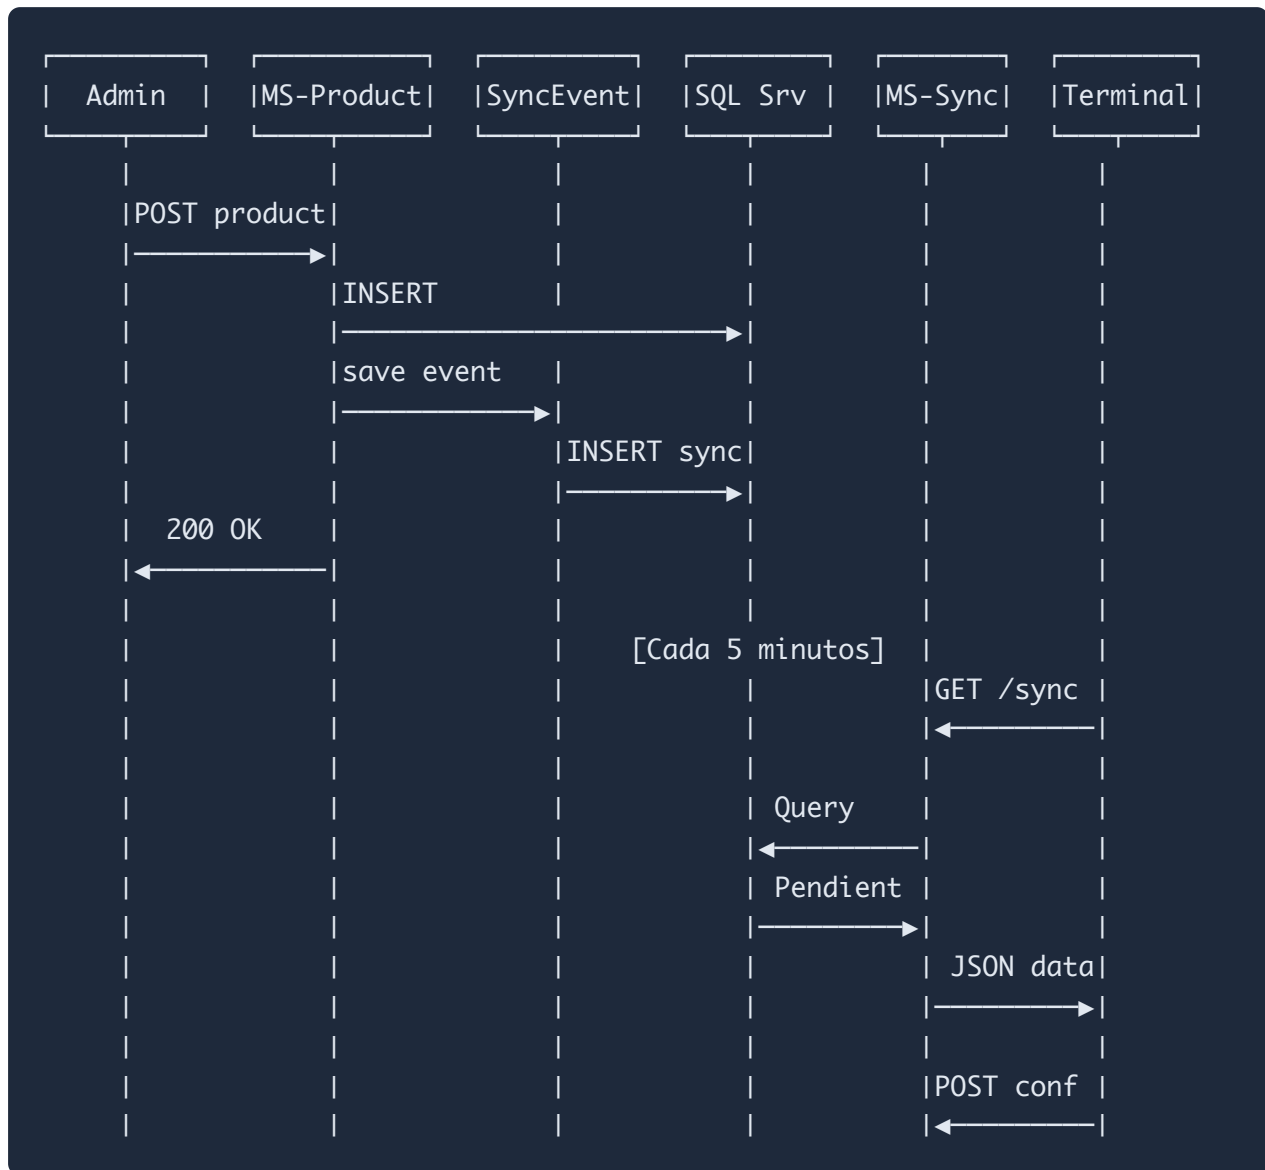 Admin MS-Product SyncEvent SQL Srv MS-Sync Terminal
POST product
INSERT
save event
INSERT sync
200 OK
[Cada 5 minutos]
GET /sync
Query
Pendient
JSON data
POST conf